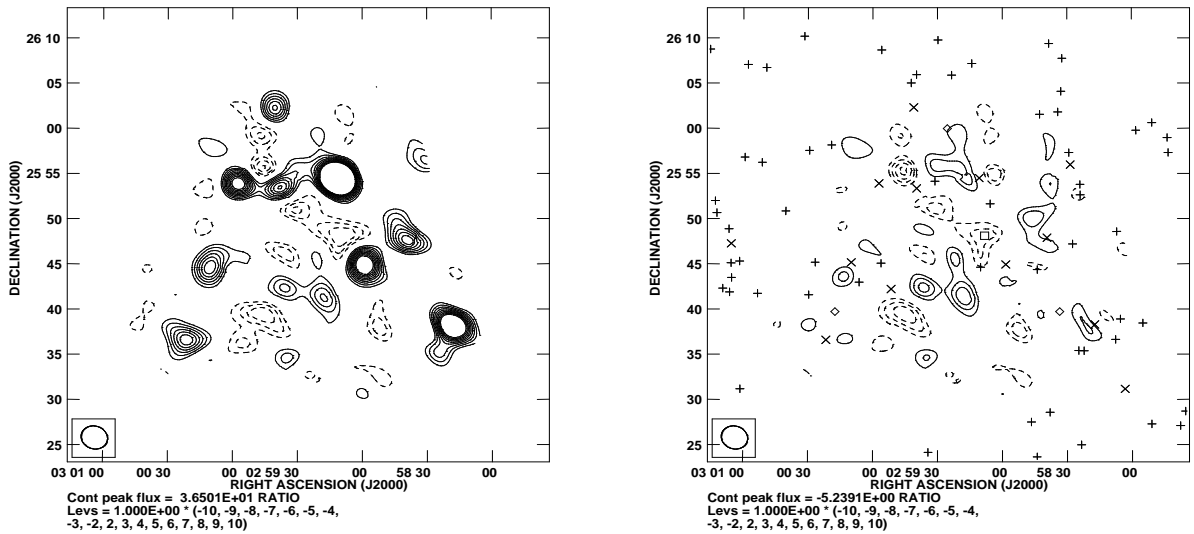 26 10
05
00
25 55
50
45
40
35
30
25
DECLINATION (J2000)
03 01 00
00 30
00
02 59 30
00
58 30
00
RIGHT ASCENSION (J2000)
Cont peak flux = 3.6501E+01 RATIO
Levs = 1.000E+00 * (-10, -9, -8, -7, -6, -5, -4,
-3, -2, 2, 3, 4, 5, 6, 7, 8, 9, 10)
26 10
05
00
25 55
50
45
40
35
30
25
DECLINATION (J2000)
03 01 00
00 30
00
02 59 30
00
58 30
00
RIGHT ASCENSION (J2000)
Cont peak flux = -5.2391E+00 RATIO
Levs = 1.000E+00 * (-10, -9, -8, -7, -6, -5, -4,
-3, -2, 2, 3, 4, 5, 6, 7, 8, 9, 10)